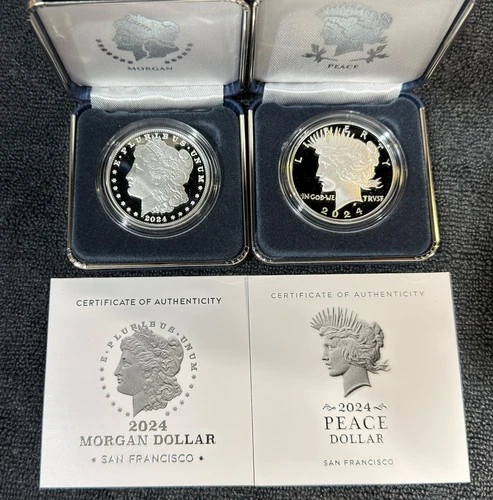 MORGAN
PEACE
E · PLURIBUS · UNUM
2024
LIBERTY
IN GOD WE TRUST
2024
CERTIFICATE OF AUTHENTICITY
E · PLURIBUS · UNUM
2024
MORGAN DOLLAR
★ SAN FRANCISCO ★
CERTIFICATE OF AUTHENTICITY
2024
PEACE
DOLLAR
SAN FRANCISCO